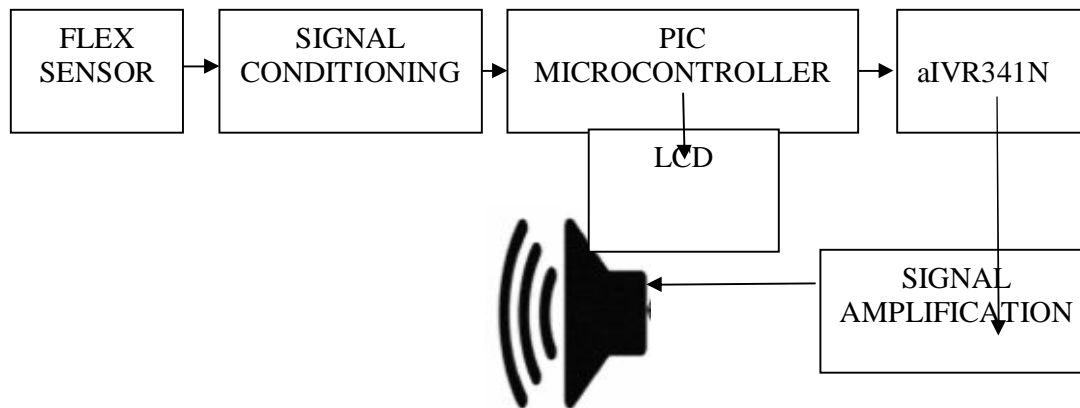 FLEX
SENSOR
SIGNAL
CONDITIONING
PIC
MICROCONTROLLER
aIVR341N
LCD
SIGNAL
AMPLIFICATION